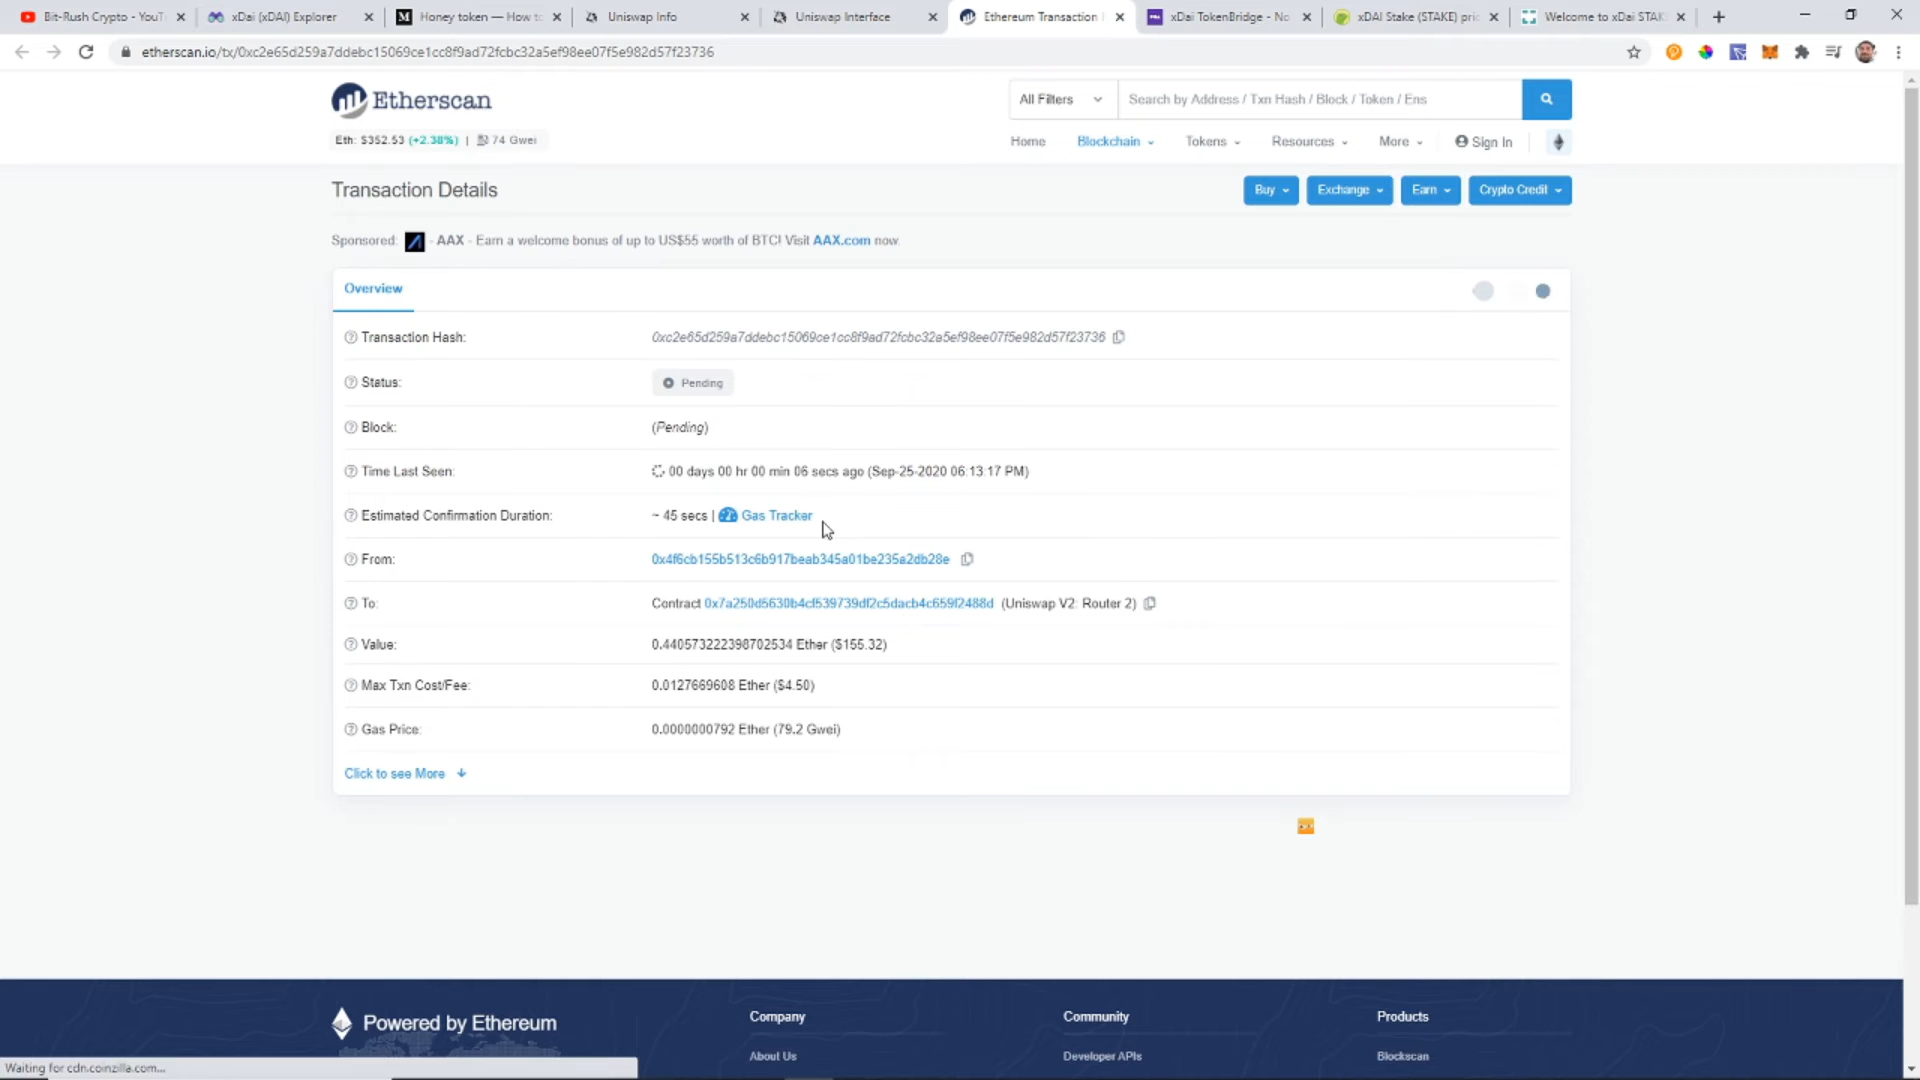 Bit-Rush Crypto - YouT
xDai (xDAI) Explorer
Honey token — How to
Uniswap Info
Uniswap Interface
Ethereum Transaction
xDai TokenBridge - No
xDAI Stake (STAKE) pric
Welcome to xDai STAK
etherscan.io/tx/0xc2e65d259a7ddebc15069ce1cc8f9ad72fcbc32a5ef98ee07f5e982d57f23736
Etherscan
All Filters
Search by Address / Txn Hash / Block / Token / Ens
Eth: $352.53 (+2.38%) | 74 Gwei
Home
Blockchain
Tokens
Resources
More
Sign In
Transaction Details
Buy
Exchange
Earn
Crypto Credit
Sponsored: - AAX - Earn a welcome bonus of up to US$55 worth of BTC! Visit AAX.com now.
Overview
Transaction Hash: 0xc2e65d259a7ddebc15069ce1cc8f9ad72fcbc32a5ef98ee07f5e982d57f23736
Status: Pending
Block: (Pending)
Time Last Seen: 00 days 00 hr 00 min 06 secs ago (Sep-25-2020 06:13:17 PM)
Estimated Confirmation Duration: ~ 45 secs | Gas Tracker
From: 0x4f6cb155b513c6b917beab345a01be235a2db28e
To: Contract 0x7a250d5630b4cf539739df2c5dacb4c659f2488d (Uniswap V2: Router 2)
Value: 0.440573222398702534 Ether ($155.32)
Max Txn Cost/Fee: 0.0127669608 Ether ($4.50)
Gas Price: 0.0000000792 Ether (79.2 Gwei)
Click to see More
Powered by Ethereum
Company
Community
Products
About Us
Developer APIs
Blockscan
Waiting for cdn.coinzilla.com...